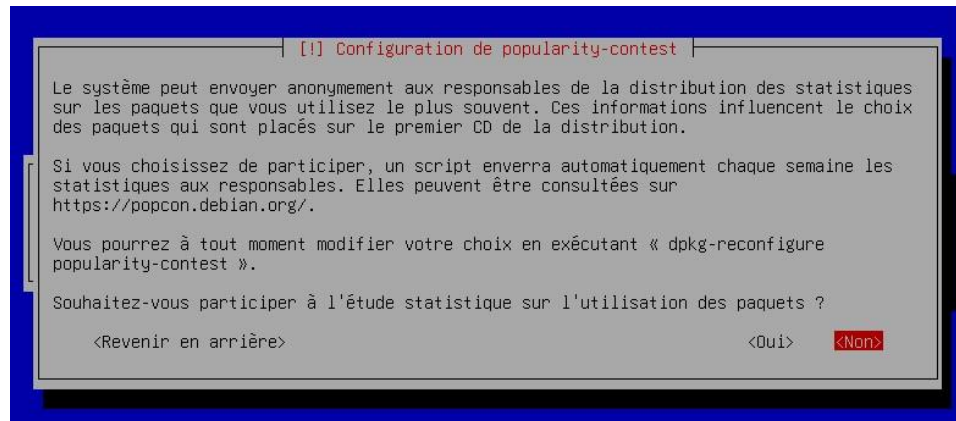 [!] Configuration de popularity-contest
Le système peut envoyer anonymement aux responsables de la distribution des statistiques
sur les paquets que vous utilisez le plus souvent. Ces informations influencent le choix
des paquets qui sont placés sur le premier CD de la distribution.
Si vous choisissez de participer, un script enverra automatiquement chaque semaine les
statistiques aux responsables. Elles peuvent être consultées sur
https://popcon.debian.org/.
Vous pourrez à tout moment modifier votre choix en exécutant « dpkg-reconfigure
popularity-contest ».
Souhaitez-vous participer à l'étude statistique sur l'utilisation des paquets ?
<Revenir en arrière> <Oui> <Non>